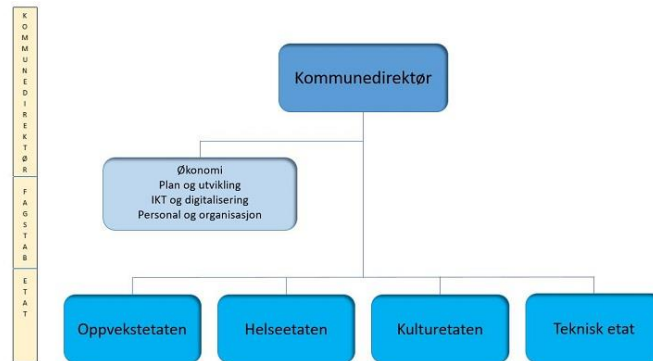 KOMMUNEDIREKTØR
Kommunedirektør
Økonomi
Plan og utvikling
IKT og digitalisering
Personal og organisasjon
FAGSTAB
ETAT
Oppvekstetaten
Helseetaten
Kulturetaten
Teknisk etat